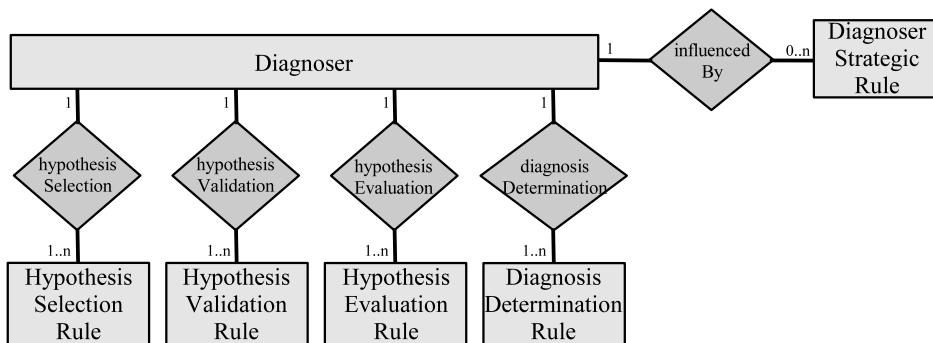 Diagnoser
1
influenced
By
0..n
Diagnoser
Strategic
Rule
1
1
1
1
hypothesis
Selection
hypothesis
Validation
hypothesis
Evaluation
diagnosis
Determination
1..n
1..n
1..n
1..n
Hypothesis
Selection
Rule
Hypothesis
Validation
Rule
Hypothesis
Evaluation
Rule
Diagnosis
Determination
Rule